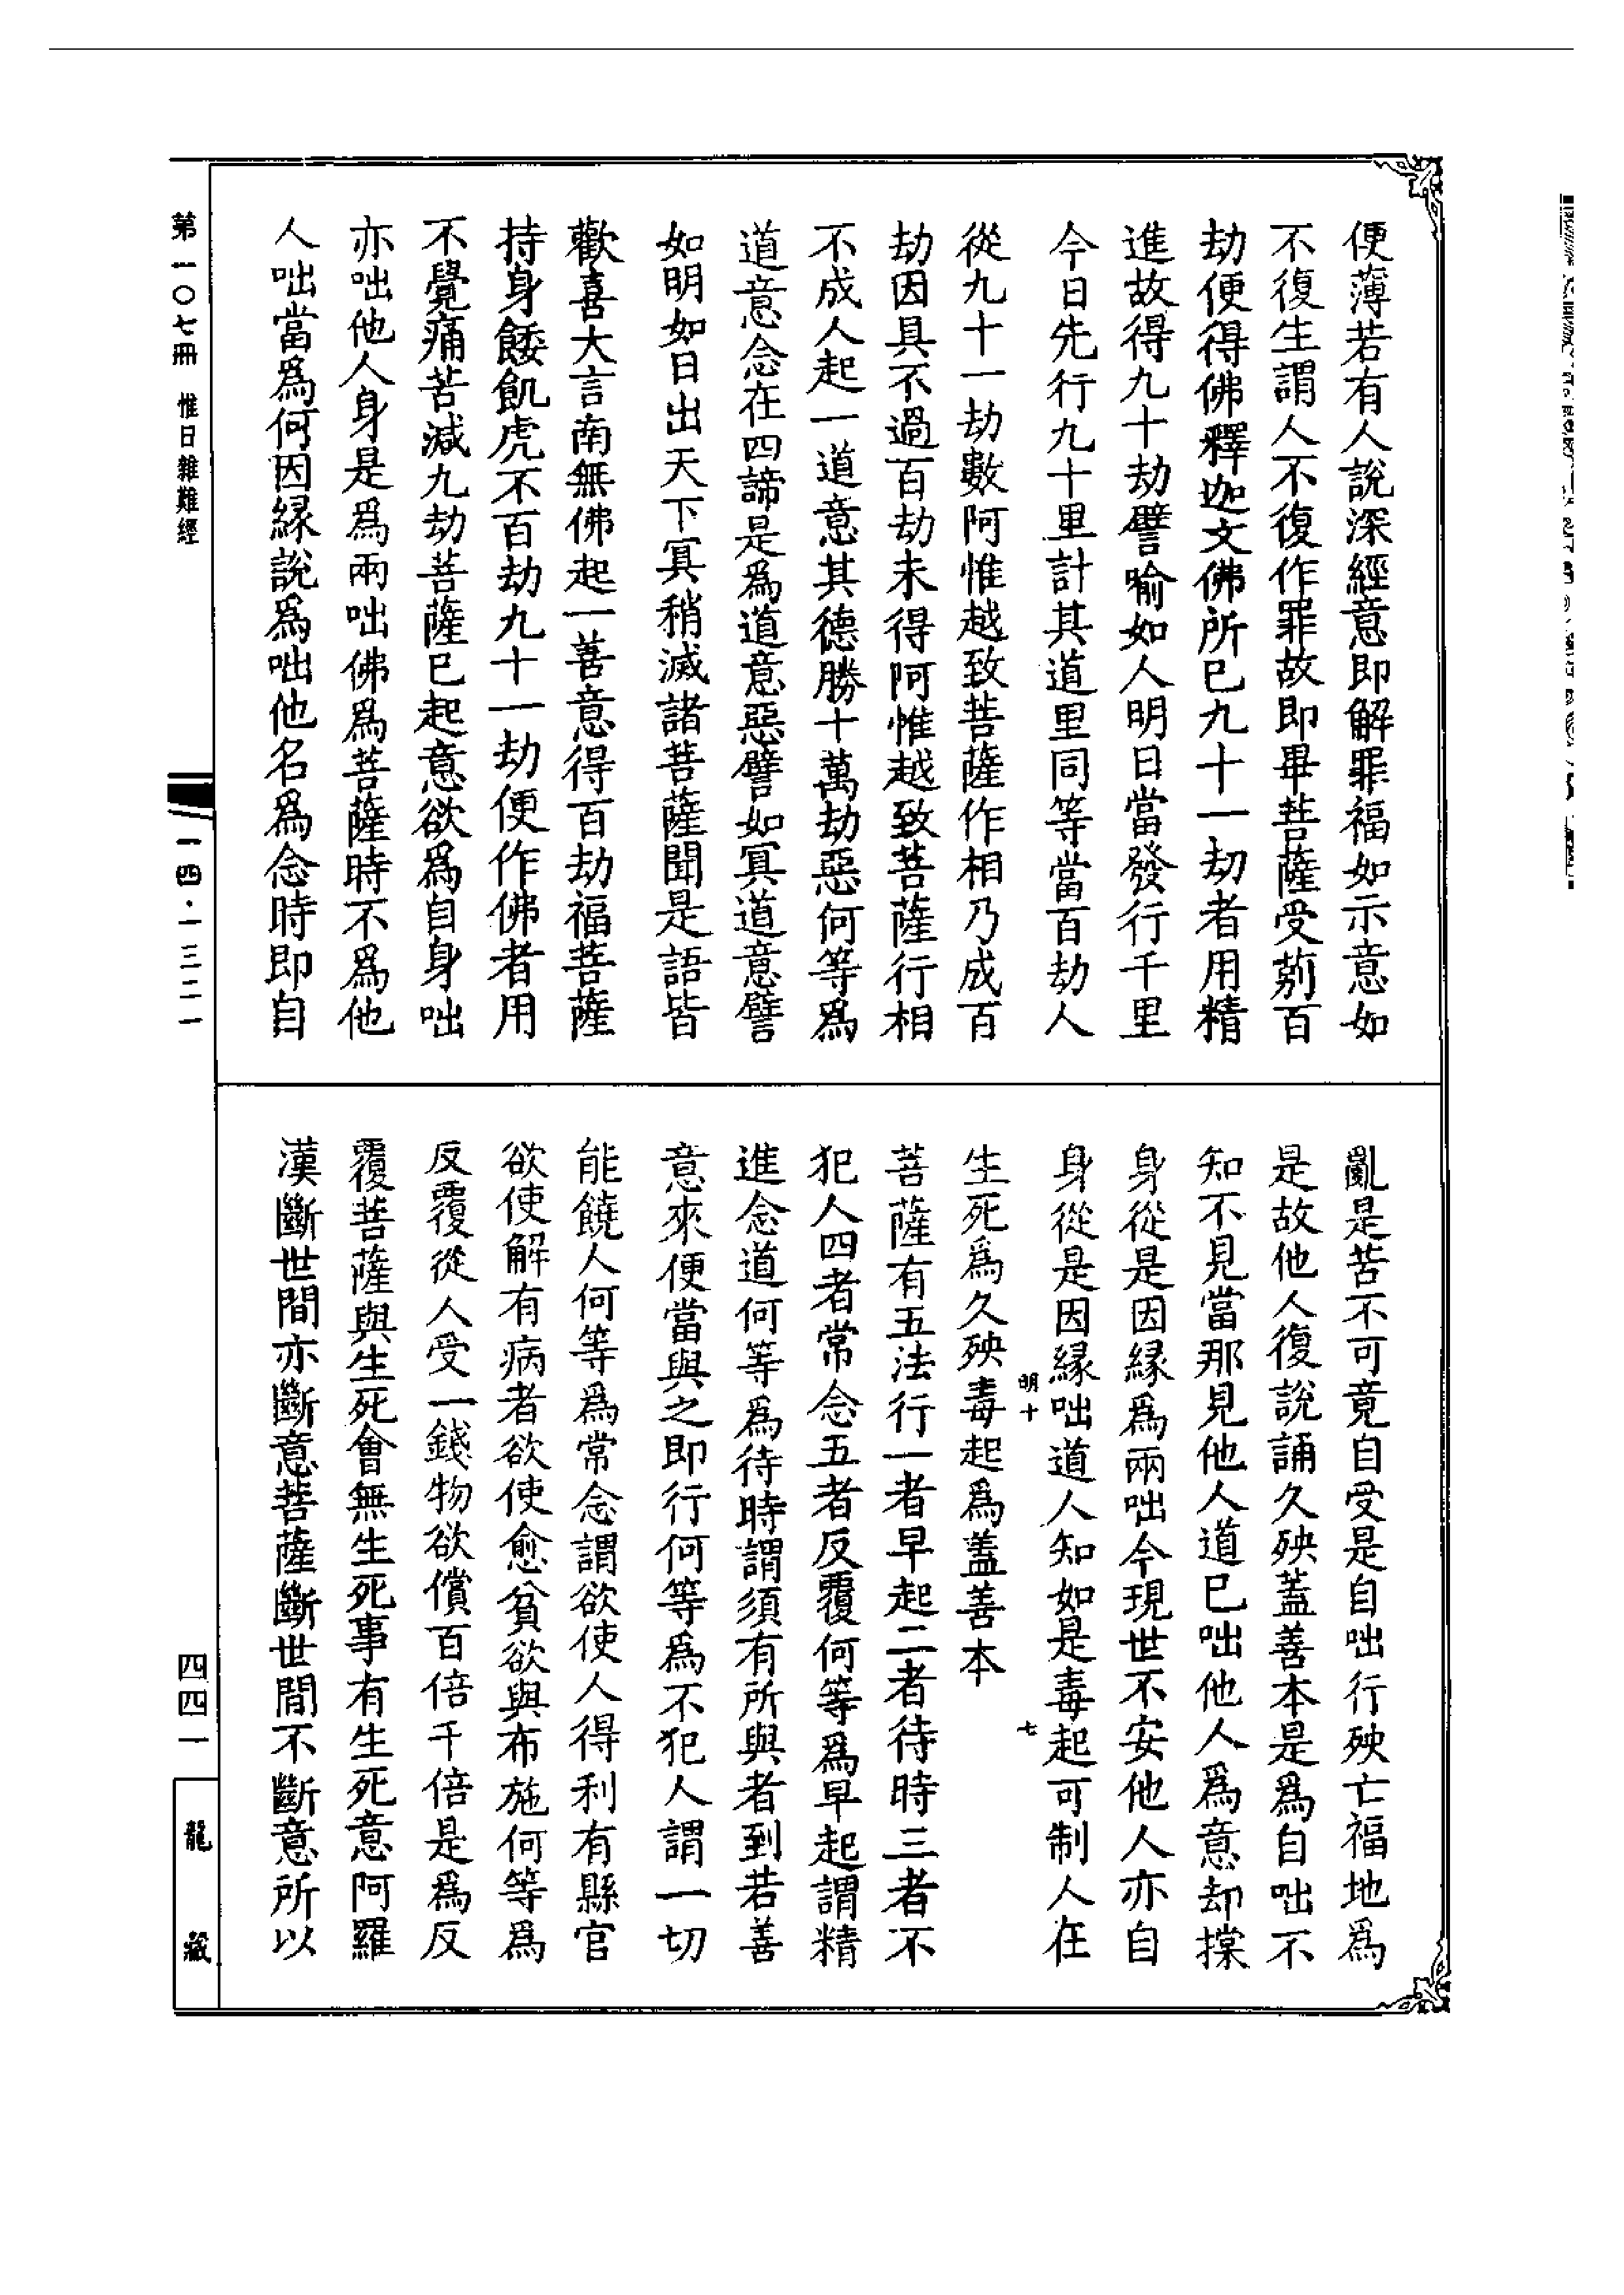 便薄若有人說深經意即解罪福如示意如
不復生謂人不復作罪故即畢菩薩受莂百
劫便得佛釋迦文佛所已九十一劫者用精
進故得九十劫譬喻如人明日當發行千里
今日先行九十里計其道里同等當百劫人
從九十一劫數阿惟越致菩薩作相乃成百
劫因具不過百劫未得阿惟越致菩薩行相
不成人起一道意其德勝十萬劫惡何等爲
道意念在四諦是爲道意惡譬如冥道意譬
如明如日出天下冥稍滅諸菩薩聞是語皆
歡喜大言南無佛起一善意得百劫福菩薩
持身餧飢虎不百劫九十一劫便作佛者用
不覺痛苦減九劫菩薩已起意欲爲自身咄
亦咄他人身是爲兩咄佛爲菩薩時不爲他
人咄當爲何因緣說爲咄他名爲念時即自
亂是苦不可竟自受是自咄行殃亡福地爲
是故他人復說誦久殃蓋善本是爲自咄不
知不見當那見他人道已咄他人爲意却摚
身從是因緣爲兩咄今現世不安他人亦自
身從是因緣咄道人知如是毒起可制人在
明十
七
生死爲久殃毒起爲蓋善本
菩薩有五法行一者早起二者待時三者不
犯人四者常念五者反覆何等爲早起謂精
進念道何等爲待時謂須有所與者到若善
意來便當與之即行何等爲不犯人謂一切
能饒人何等爲常念謂欲使人得利有縣官
欲使解有病者欲使愈貧欲與布施何等爲
反覆從人受一錢物欲償百倍千倍是爲反
覆菩薩與生死會無生死事有生死意阿羅
漢斷世間亦斷意菩薩斷世間不斷意所以
第一〇七冊
惟日雜難經
一四·一三二一
四四一
龍藏